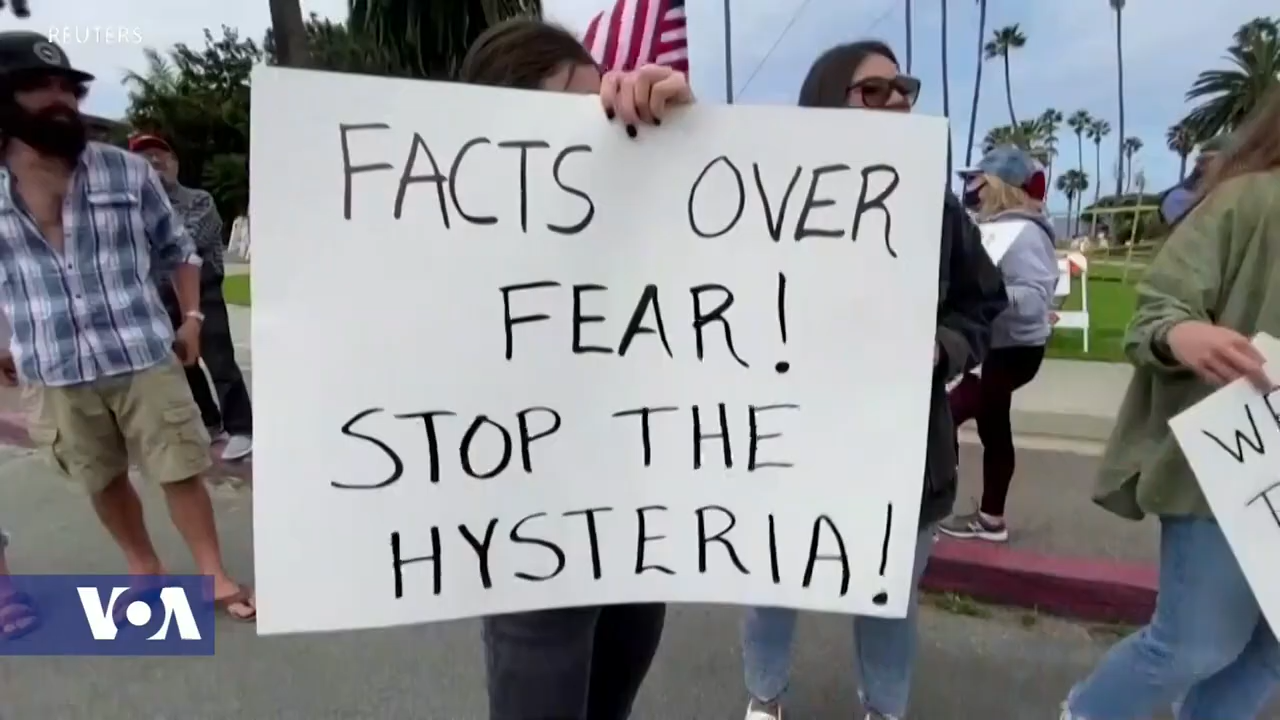 REUTERS
FACTS OVER
FEAR!
STOP THE
HYSTERIA!
VOA